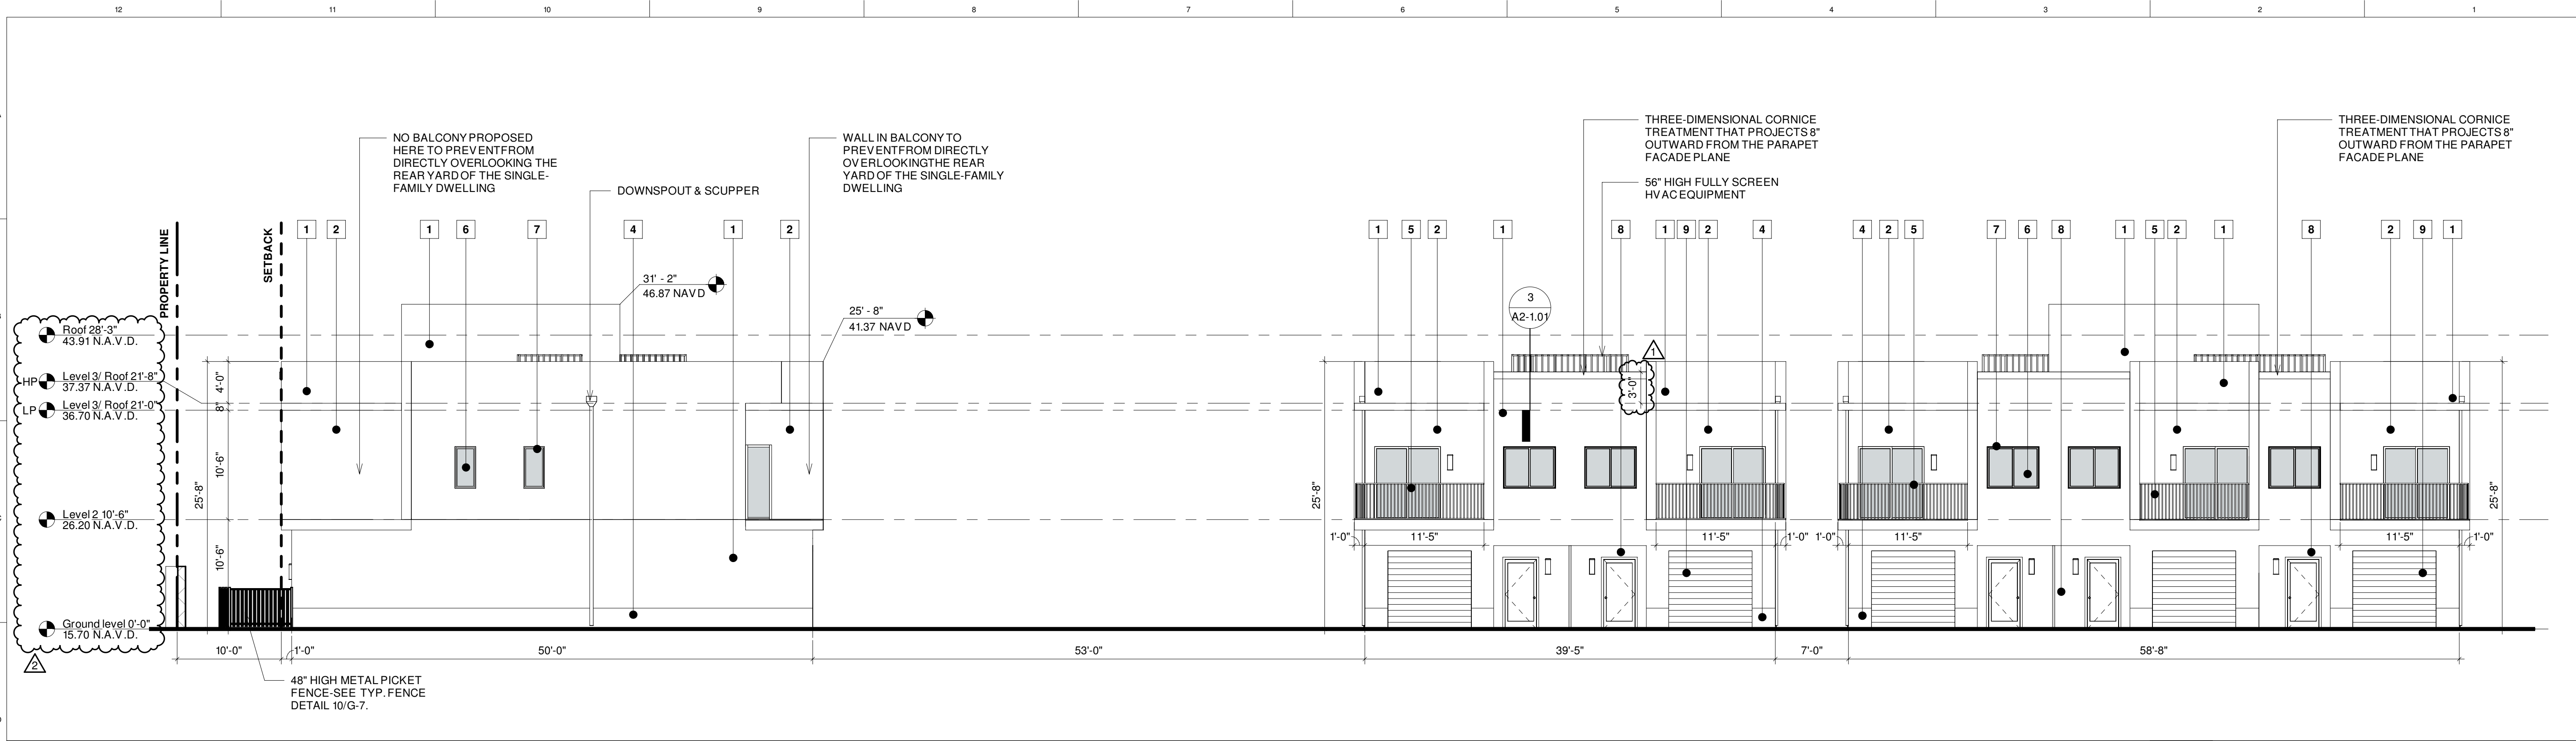 12 11 10 9 8 7 6 5 4 3 2 1
NO BALCONY PROPOSED
HERE TO PREVENT FROM
DIRECTLY OVERLOOKING THE
REAR YARD OF THE SINGLE-
FAMILY DWELLING
WALL IN BALCONY TO
PREVENT FROM DIRECTLY
OVERLOOKING THE REAR
YARD OF THE SINGLE-FAMILY
DWELLING
DOWNSPOUT & SCUPPER
THREE-DIMENSIONAL CORNICE
TREATMENT THAT PROJECTS 8"
OUTWARD FROM THE PARAPET
FACADE PLANE
56" HIGH FULLY SCREEN
HVAC EQUIPMENT
THREE-DIMENSIONAL CORNICE
TREATMENT THAT PROJECTS 8"
OUTWARD FROM THE PARAPET
FACADE PLANE
PROPERTY LINE
SETBACK
1 2 1 6 7 4 1 2
1 5 2 1 8 1 9 2 4
4 2 5 7 6 8 1 5 2 1 8 2 9 1
31' - 2"
46.87 NAVD
25' - 8"
41.37 NAVD
3
A2-1.01
1
3'-0"
Roof 28'-3"
43.91 N.A.V.D.
HP
Level 3/ Roof 21'-8"
37.37 N.A.V.D.
LP
Level 3/ Roof 21'-0"
36.70 N.A.V.D.
Level 2 10'-6"
26.20 N.A.V.D.
Ground level 0'-0"
15.70 N.A.V.D.
2
4'-0"
8"
10'-6"
25'-8"
10'-6"
25'-8"
25'-8"
1'-0" 11'-5" 11'-5" 1'-0" 1'-0" 11'-5" 11'-5" 1'-0"
10'-0" 1'-0" 50'-0" 53'-0" 39'-5" 7'-0" 58'-8"
48" HIGH METAL PICKET
FENCE-SEE TYP. FENCE
DETAIL 10/G-7.